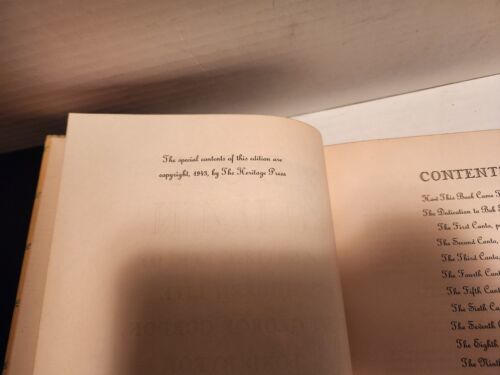 The special contents of this edition are
copyright, 1943, by The Heritage Press
CONTENT
How This Book Came
The Dedication to Bob
The First Canto,
The Second Canto,
The Third Canto,
The Fourth Canto
The Fifth Cant
The Sixth Ca
The Seventh
The Eighth
The Ninth